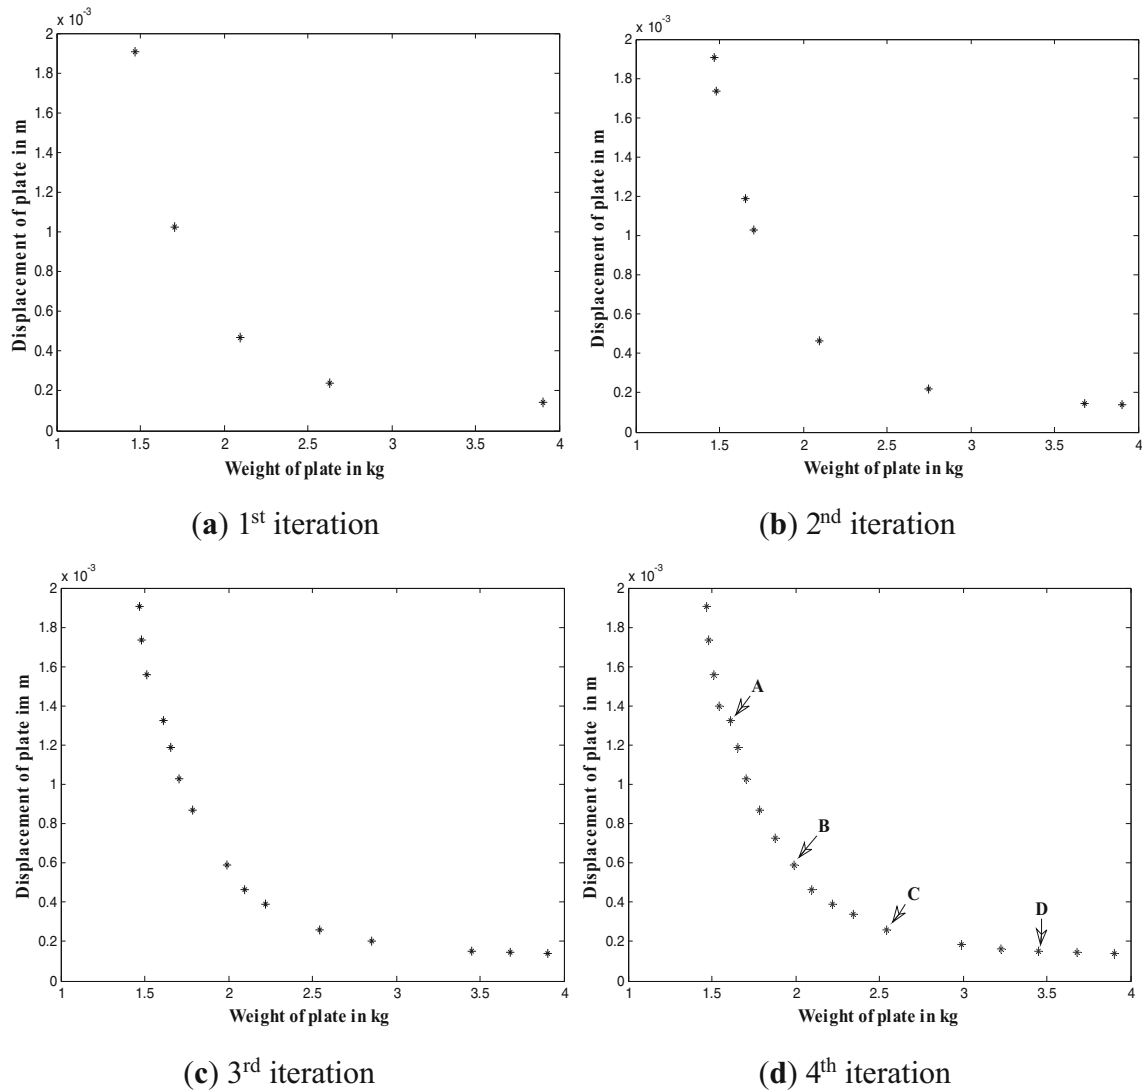 x 10-3
2
1.8
1.6
1.4
1.2
1
0.8
0.6
0.4
0.2
0
1 1.5 2 2.5 3 3.5 4
Displacement of plate in m
Weight of plate in kg
(a) 1st iteration
x 10-3
2
1.8
1.6
1.4
1.2
1
0.8
0.6
0.4
0.2
0
1 1.5 2 2.5 3 3.5 4
Displacement of plate in m
Weight of plate in kg
(b) 2nd iteration
x 10-3
2
1.8
1.6
1.4
1.2
1
0.8
0.6
0.4
0.2
0
1 1.5 2 2.5 3 3.5 4
Displacement of plate im m
Weight of plate in kg
(c) 3rd iteration
x 10-3
2
1.8
1.6
1.4
1.2
1
0.8
0.6
0.4
0.2
0
A
B
C
D
1 1.5 2 2.5 3 3.5 4
Displacement of plate in m
Weight of plate in kg
(d) 4th iteration